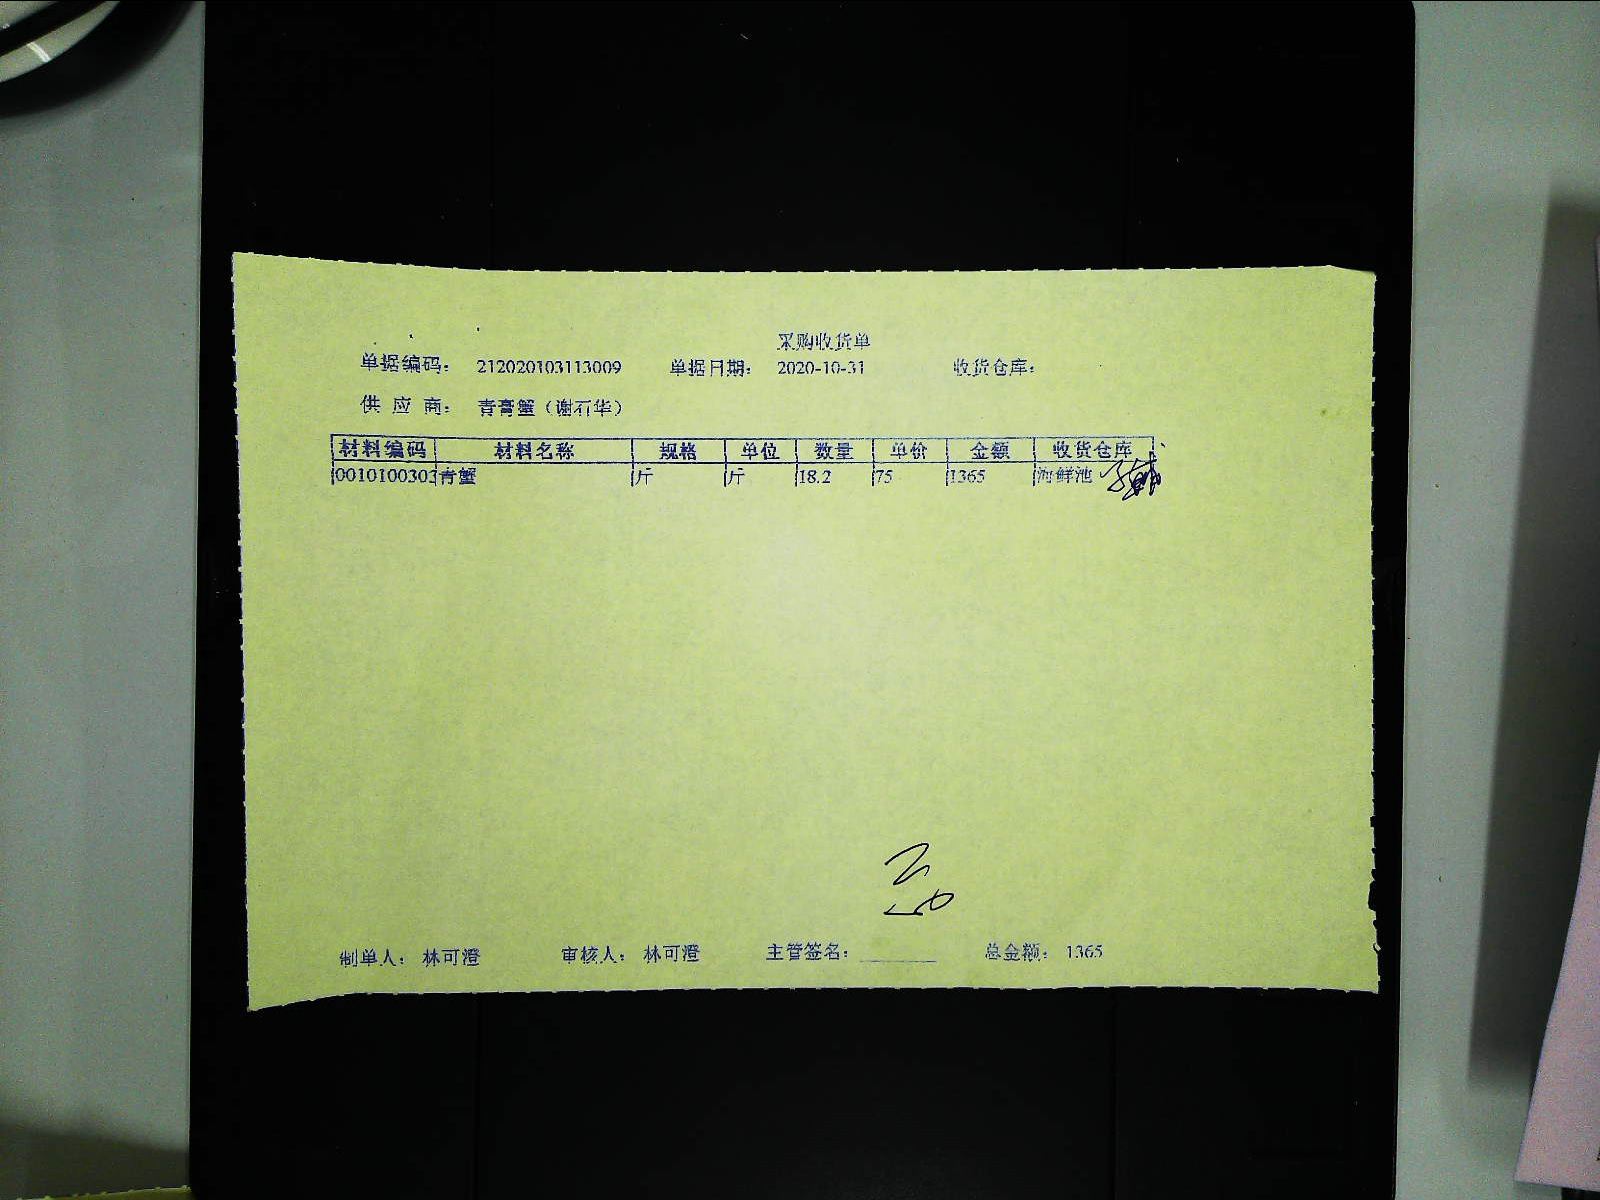 采购收货单
单据编码： 212020103113009 单据日期： 2020-10-31 收货仓库：
供 应 商： 青膏蟹（谢石华）
材料编码 材料名称 规格 单位 数量 单价 金额 收货仓库
0010100303 青蟹 斤 斤 18.2 75 1365 海鲜池
制单人： 林可澄 审核人： 林可澄 主管签名： 总金额： 1365